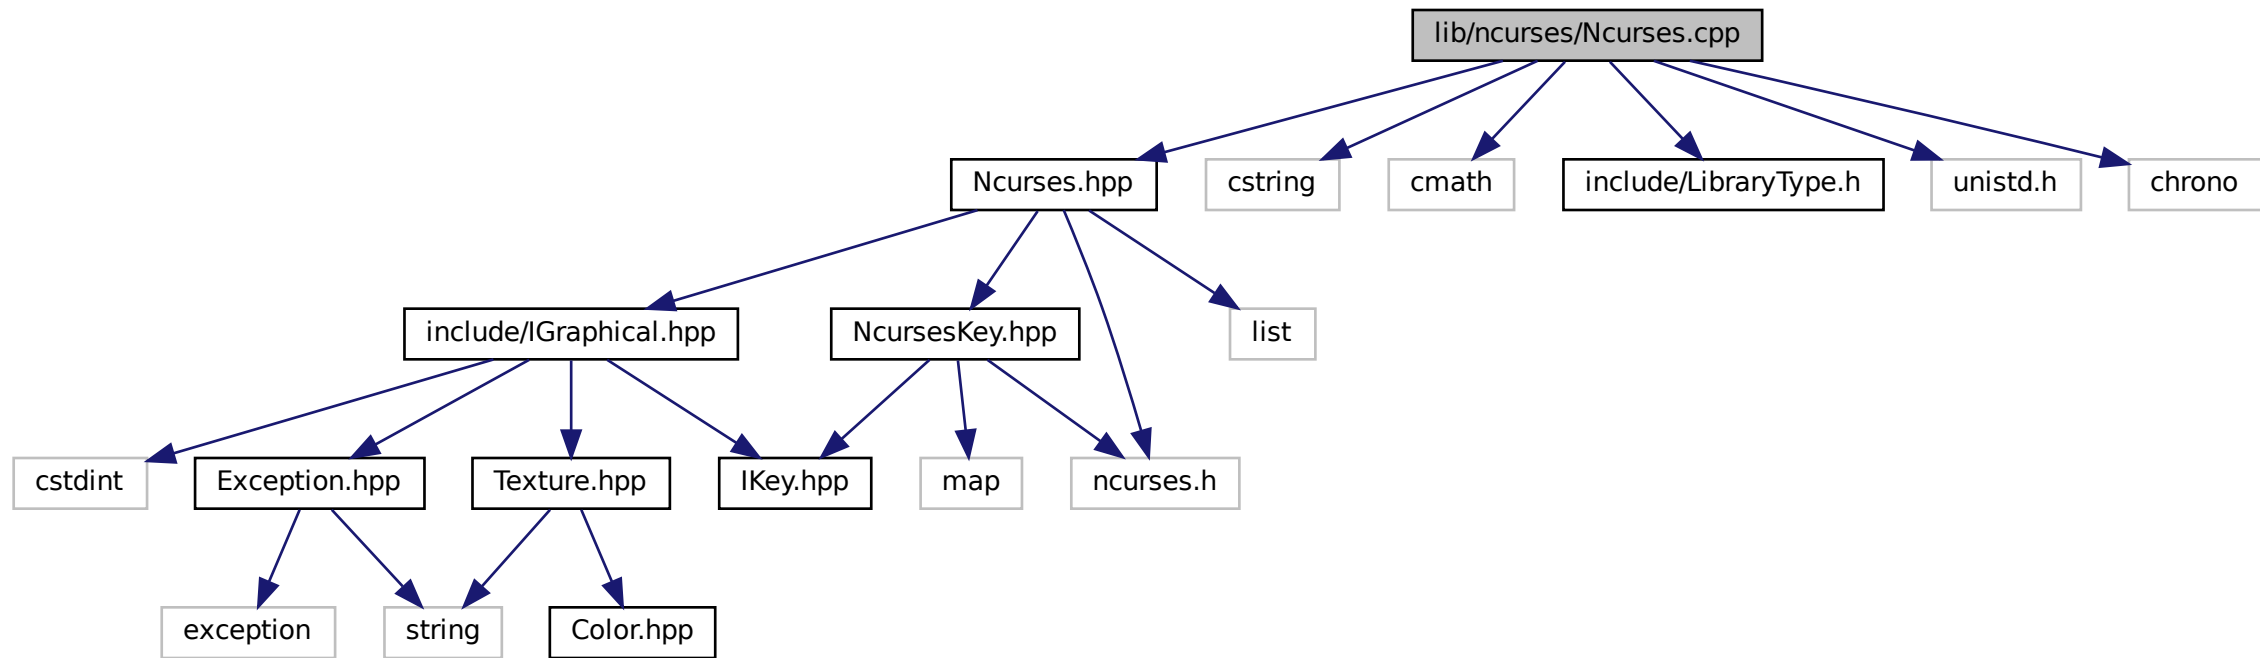 lib/ncurses/Ncurses.cpp
Ncurses.hpp
cstring
cmath
include/LibraryType.h
unistd.h
chrono
include/IGraphical.hpp
NcursesKey.hpp
list
cstdint
Exception.hpp
Texture.hpp
IKey.hpp
map
ncurses.h
exception
string
Color.hpp